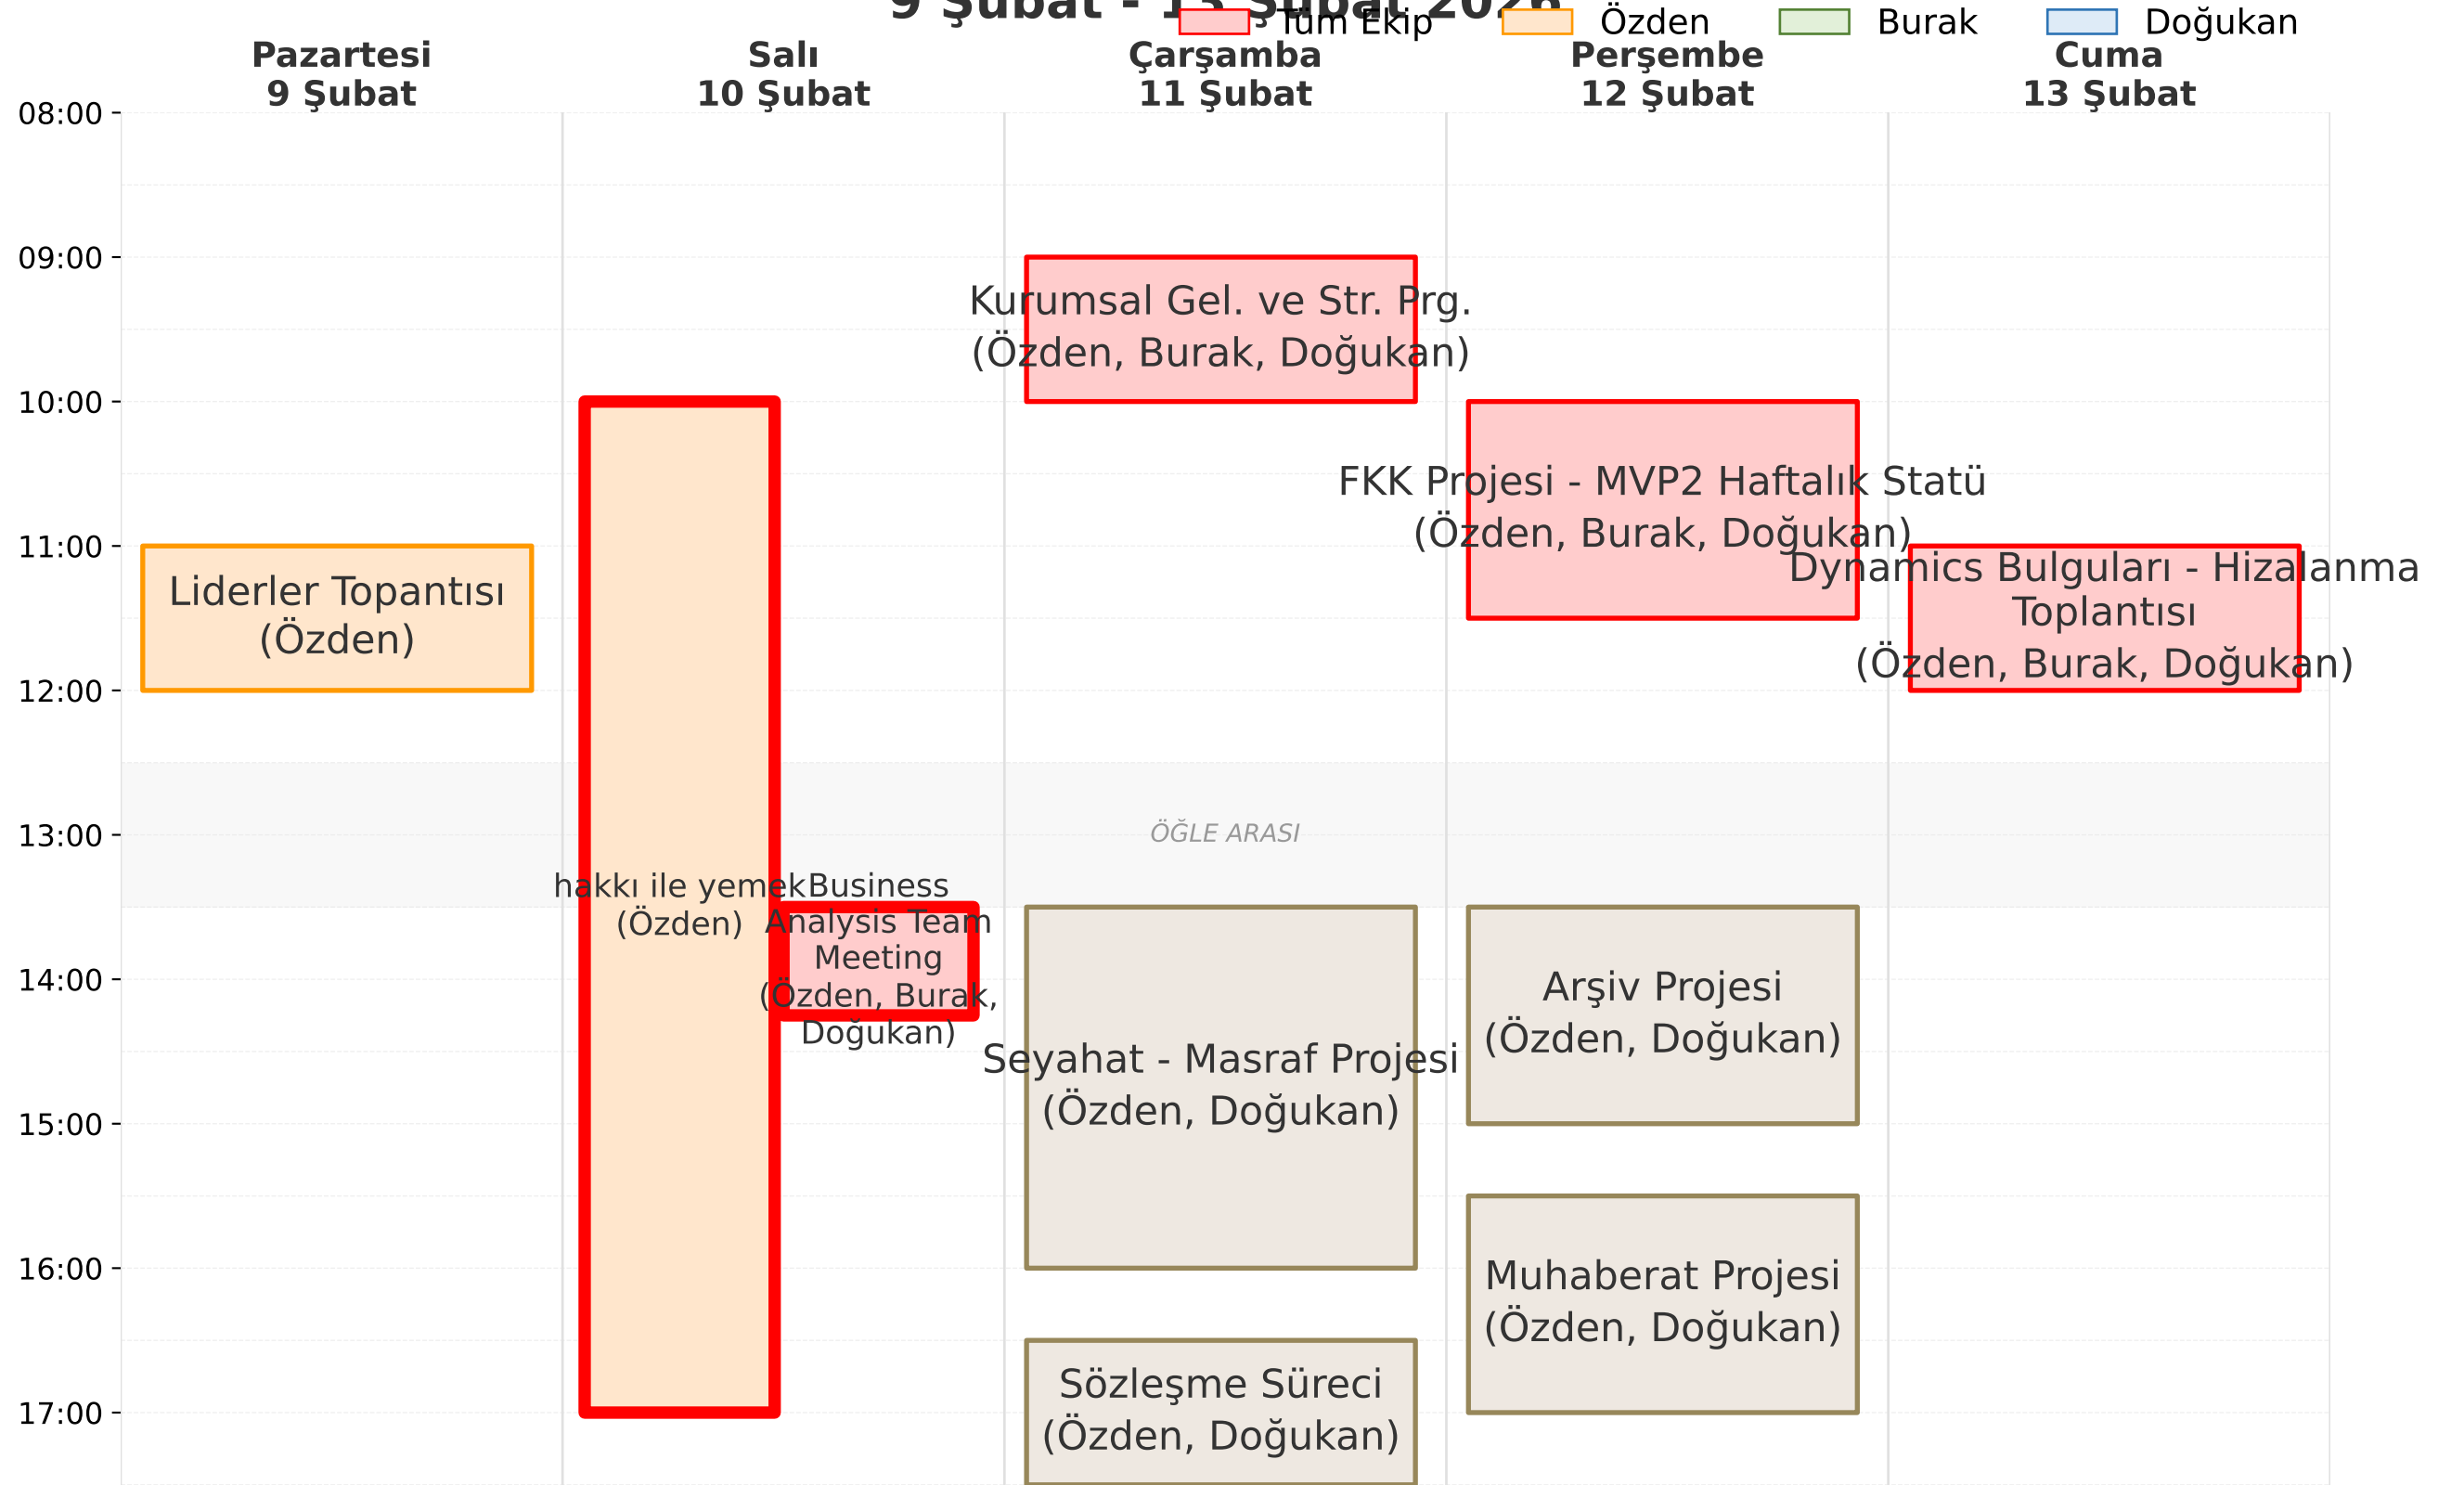 9 Şubat - 13 Şubat 2026
Tüm Ekip
Özden
Burak
Doğukan
Pazartesi
9 Şubat
Salı
10 Şubat
Çarşamba
11 Şubat
Perşembe
12 Şubat
Cuma
13 Şubat
08:00
09:00
10:00
11:00
12:00
13:00
14:00
15:00
16:00
17:00
Liderler Topantısı
(Özden)
hakkı ile yemek
(Özden)
Business
Analysis Team
Meeting
(Özden, Burak,
Doğukan)
Kurumsal Gel. ve Str. Prg.
(Özden, Burak, Doğukan)
ÖĞLE ARASI
Seyahat - Masraf Projesi
(Özden, Doğukan)
Sözleşme Süreci
(Özden, Doğukan)
FKK Projesi - MVP2 Haftalık Statü
(Özden, Burak, Doğukan)
Arşiv Projesi
(Özden, Doğukan)
Muhaberat Projesi
(Özden, Doğukan)
Dynamics Bulguları - Hizalanma
Toplantısı
(Özden, Burak, Doğukan)